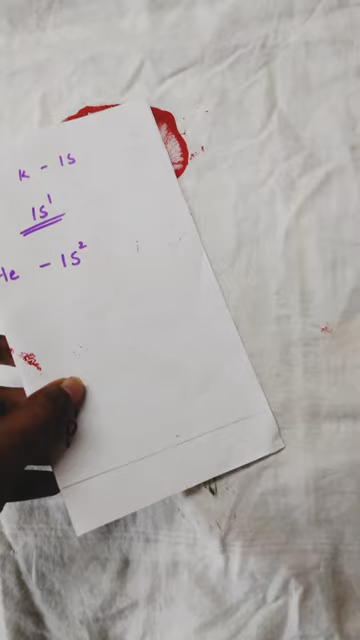 K - 1s
1s¹
He - 1s²